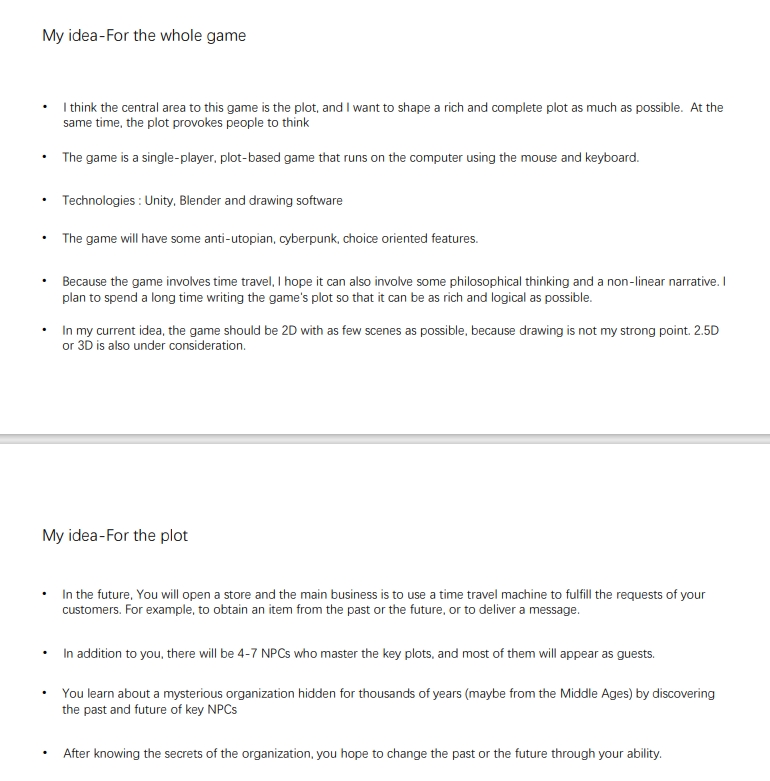 My idea-For the whole game
• I think the central area to this game is the plot, and I want to shape a rich and complete plot as much as possible.  At the
same time, the plot provokes people to think
• The game is a single-player, plot-based game that runs on the computer using the mouse and keyboard.
• Technologies : Unity, Blender and drawing software
• The game will have some anti-utopian, cyberpunk, choice oriented features.
• Because the game involves time travel, I hope it can also involve some philosophical thinking and a non-linear narrative. I
plan to spend a long time writing the game's plot so that it can be as rich and logical as possible.
• In my current idea, the game should be 2D with as few scenes as possible, because drawing is not my strong point. 2.5D
or 3D is also under consideration.
My idea-For the plot
• In the future, You will open a store and the main business is to use a time travel machine to fulfill the requests of your
customers. For example, to obtain an item from the past or the future, or to deliver a message.
• In addition to you, there will be 4-7 NPCs who master the key plots, and most of them will appear as guests.
• You learn about a mysterious organization hidden for thousands of years (maybe from the Middle Ages) by discovering
the past and future of key NPCs
• After knowing the secrets of the organization, you hope to change the past or the future through your ability.